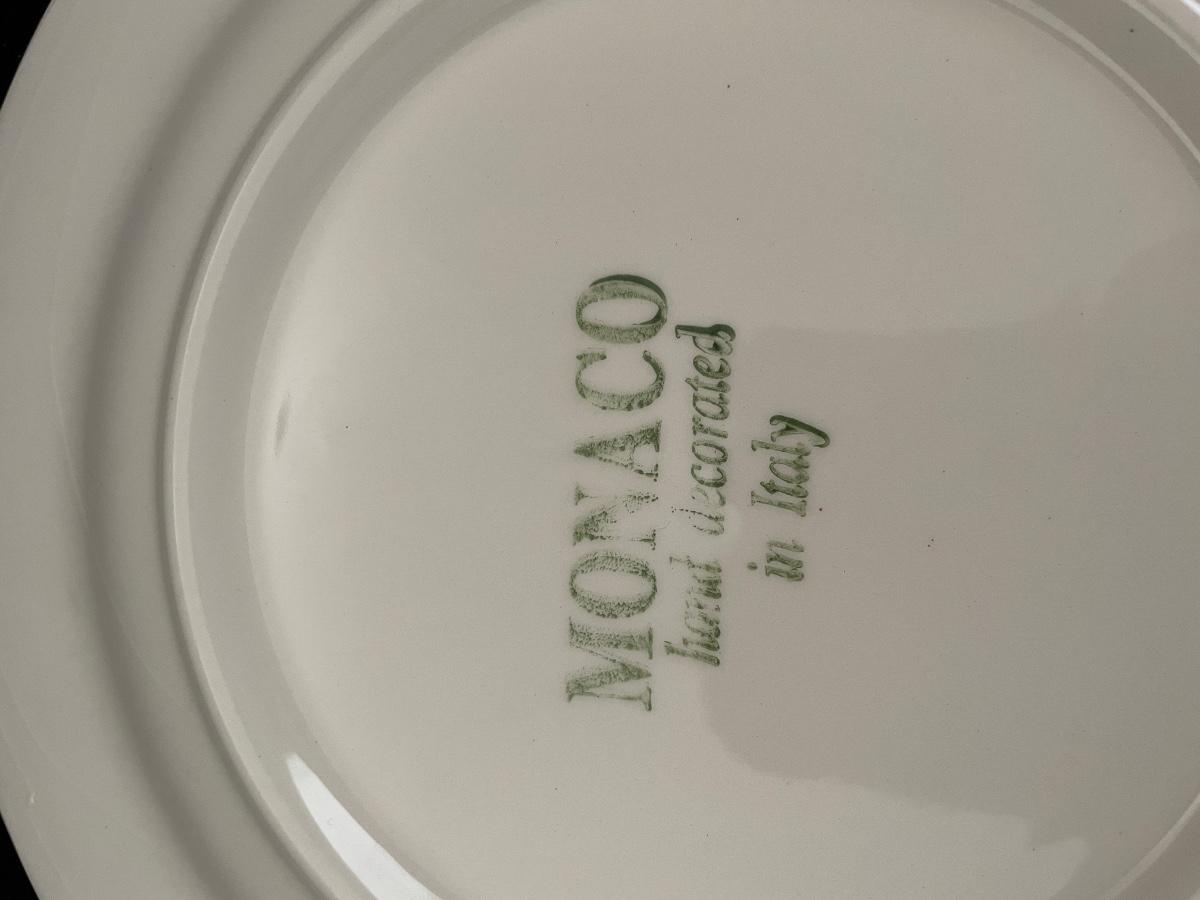 MONACO
hand decorated
in Italy